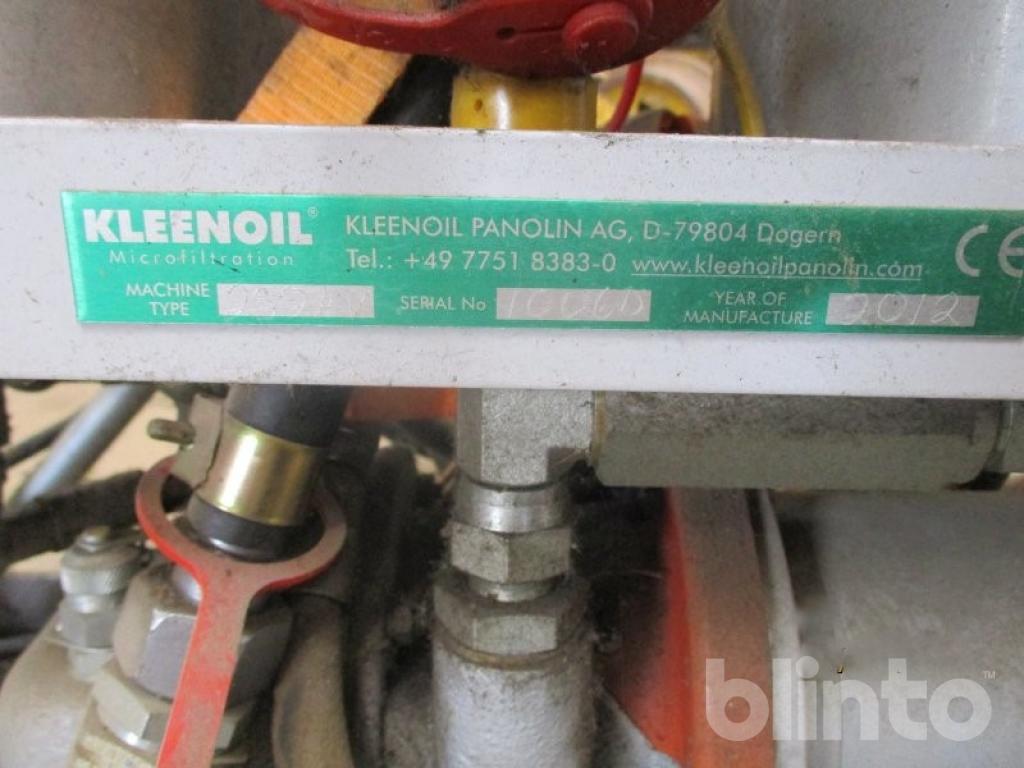 KLEENOIL® KLEENOIL PANOLIN AG, D-79804 Dogern
Microfiltration Tel.: +49 7751 8383-0 www.kleenoilpanolin.com CE
MACHINE TYPE SERIAL No YEAR OF MANUFACTURE 2012
blinto™